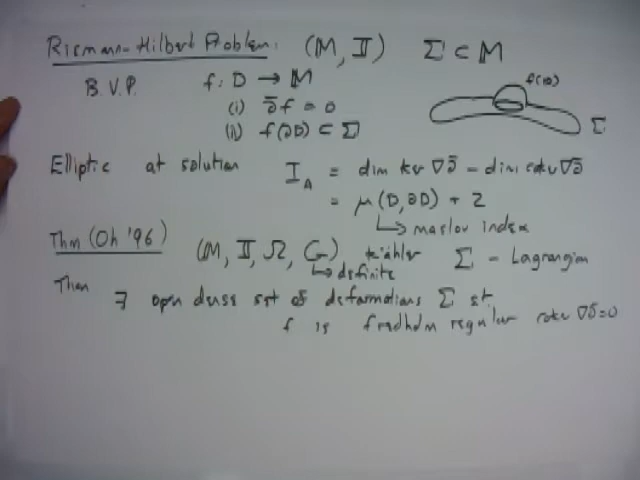 Riemann-Hilbert Problem: (M, 𝕀) Σ ⊂ M
B.V.P. f: D → M
f(D)
(i) ∂̄f = 0
(ii) f(∂D) ⊂ Σ
Σ
Elliptic at solution I_A = dim ker ∇∂̄ - dim coker ∇∂̄
= μ(D, ∂D) + 2
↳ maslov index
Thm (Oh '96) (M, 𝕀, Ω, G) kähler Σ - Lagrangian
↳ definite
Then ∃ open dense set of deformations Σ st.
f is fredholm regular coker ∇∂̄=0